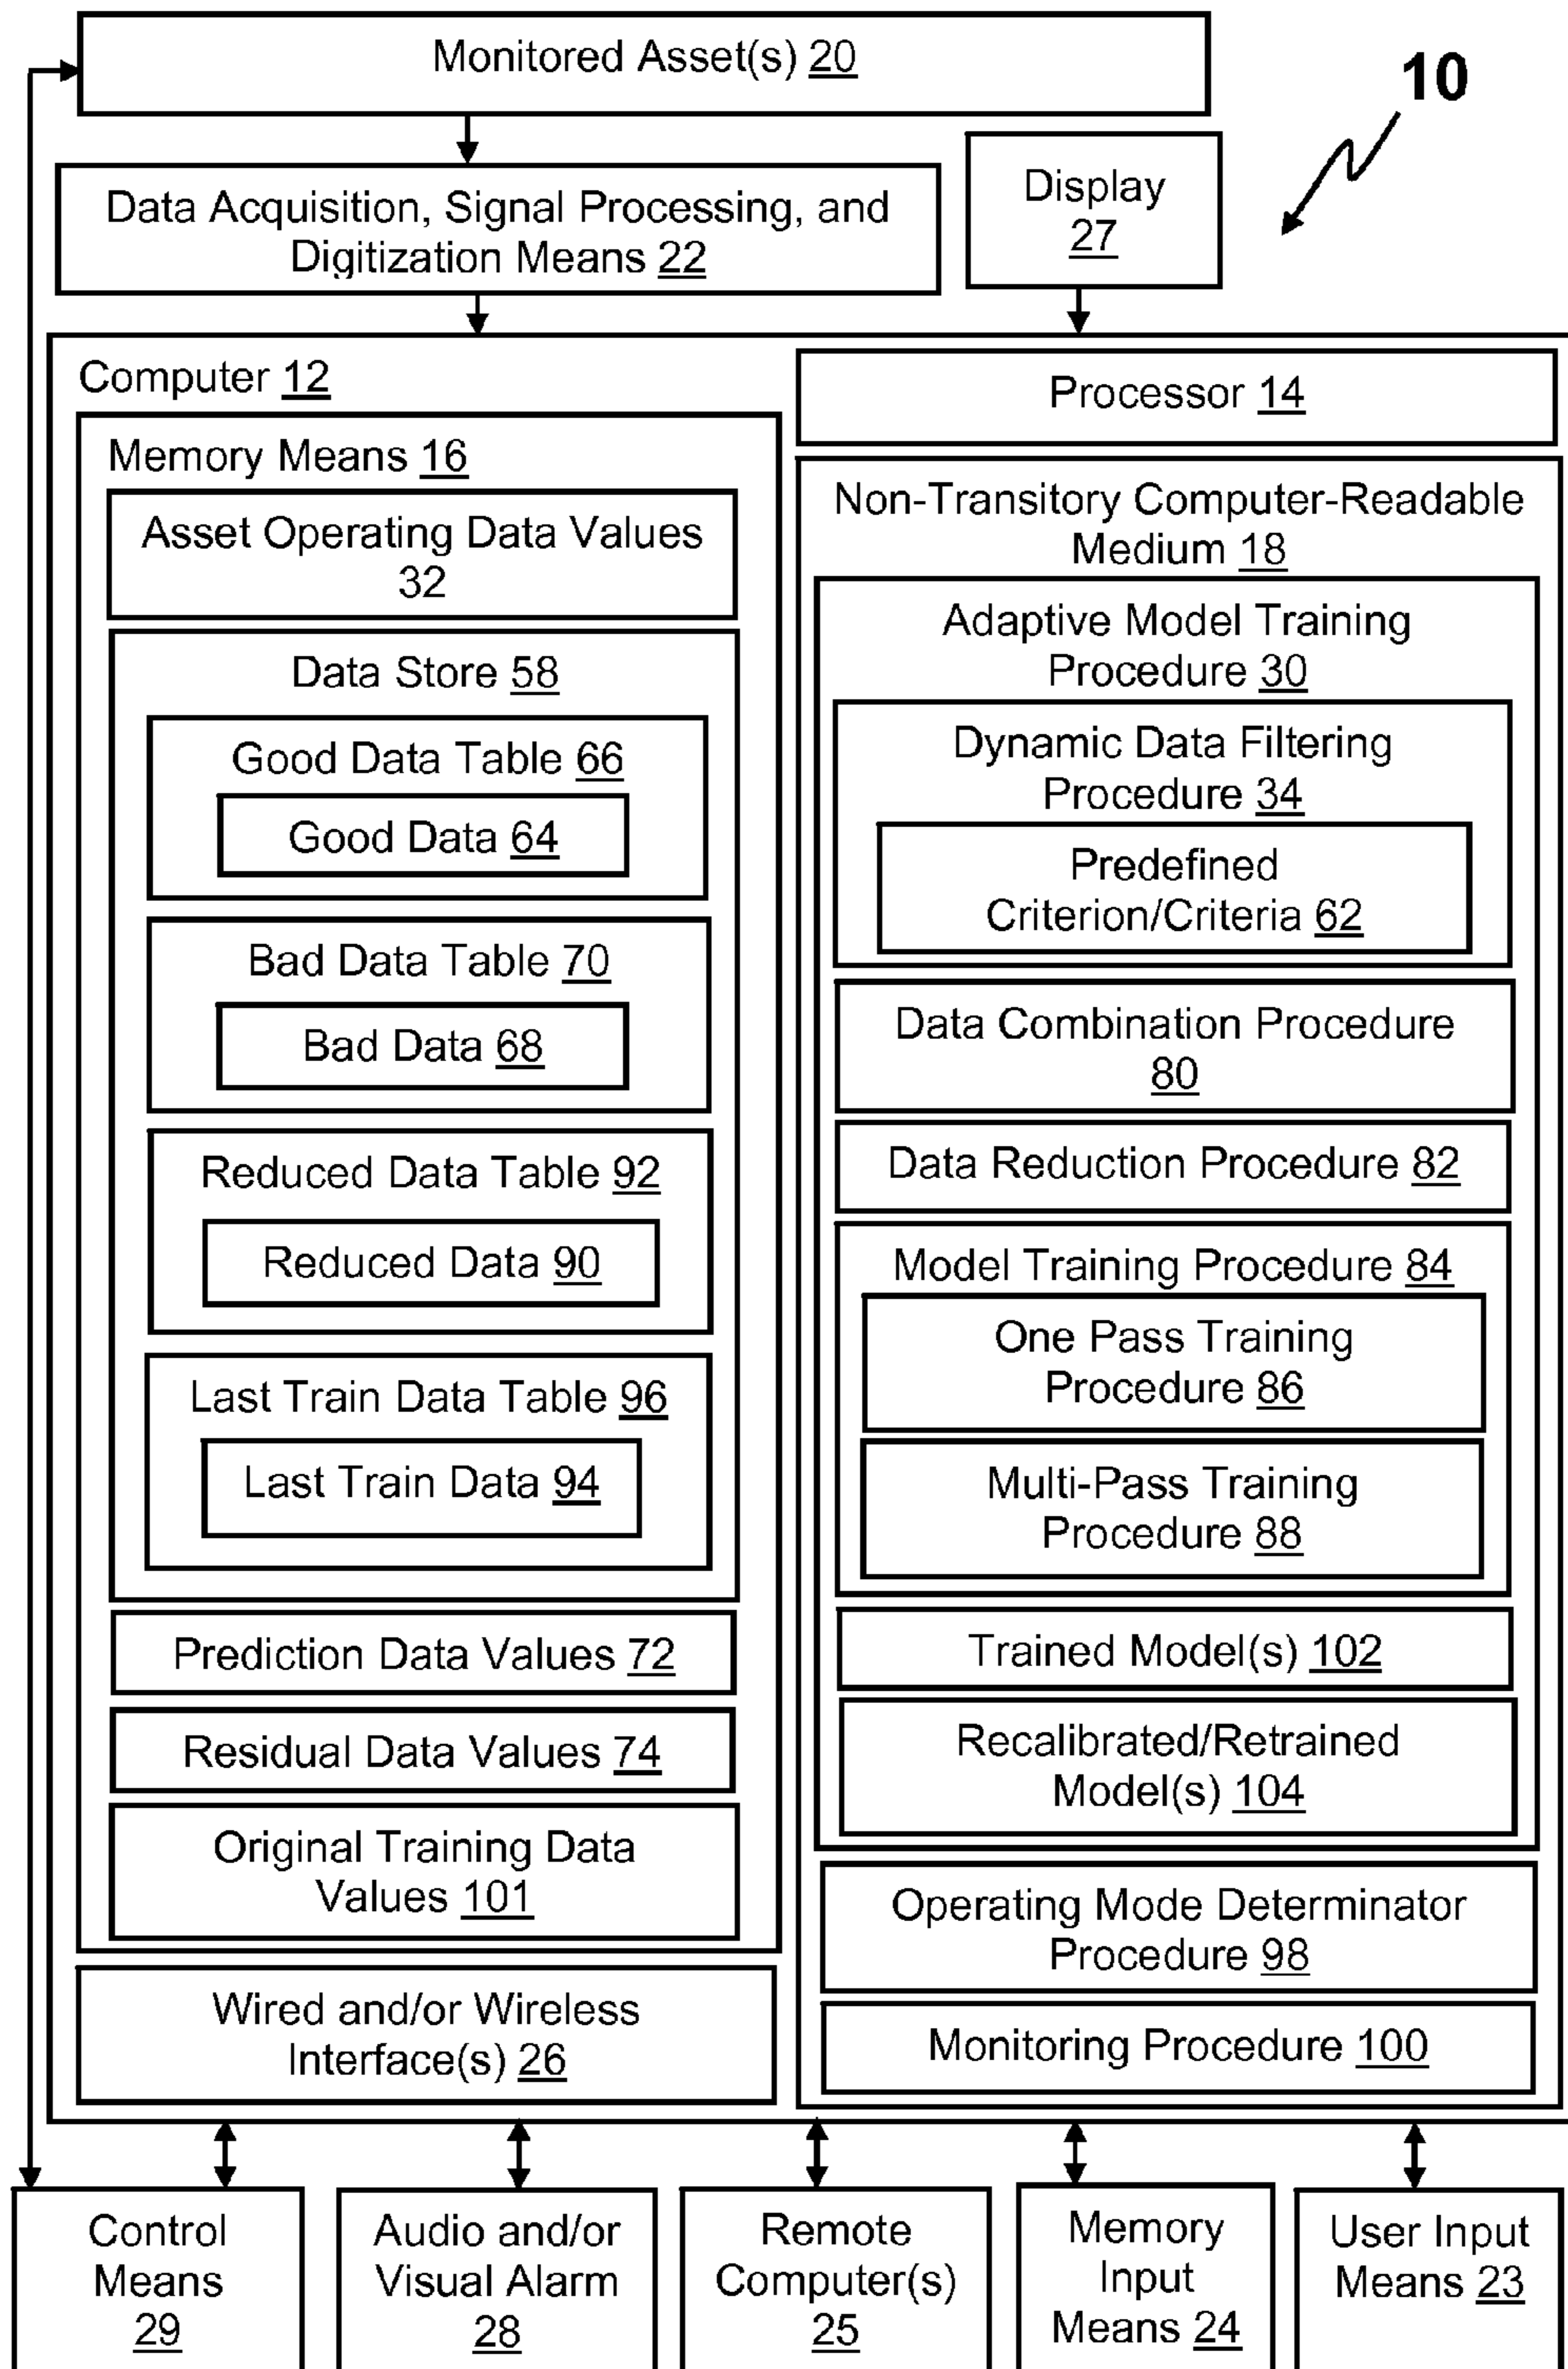 Monitored Asset(s) 20
10
Data Acquisition, Signal Processing, and
Digitization Means 22
Display
27
Computer 12
Memory Means 16
Asset Operating Data Values
32
Data Store 58
Good Data Table 66
Good Data 64
Bad Data Table 70
Bad Data 68
Reduced Data Table 92
Reduced Data 90
Last Train Data Table 96
Last Train Data 94
Prediction Data Values 72
Residual Data Values 74
Original Training Data
Values 101
Wired and/or Wireless
Interface(s) 26
Processor 14
Non-Transitory Computer-Readable
Medium 18
Adaptive Model Training
Procedure 30
Dynamic Data Filtering
Procedure 34
Predefined
Criterion/Criteria 62
Data Combination Procedure
80
Data Reduction Procedure 82
Model Training Procedure 84
One Pass Training
Procedure 86
Multi-Pass Training
Procedure 88
Trained Model(s) 102
Recalibrated/Retrained
Model(s) 104
Operating Mode Determinator
Procedure 98
Monitoring Procedure 100
Control
Means
29
Audio and/or
Visual Alarm
28
Remote
Computer(s)
25
Memory
Input
Means 24
User Input
Means 23